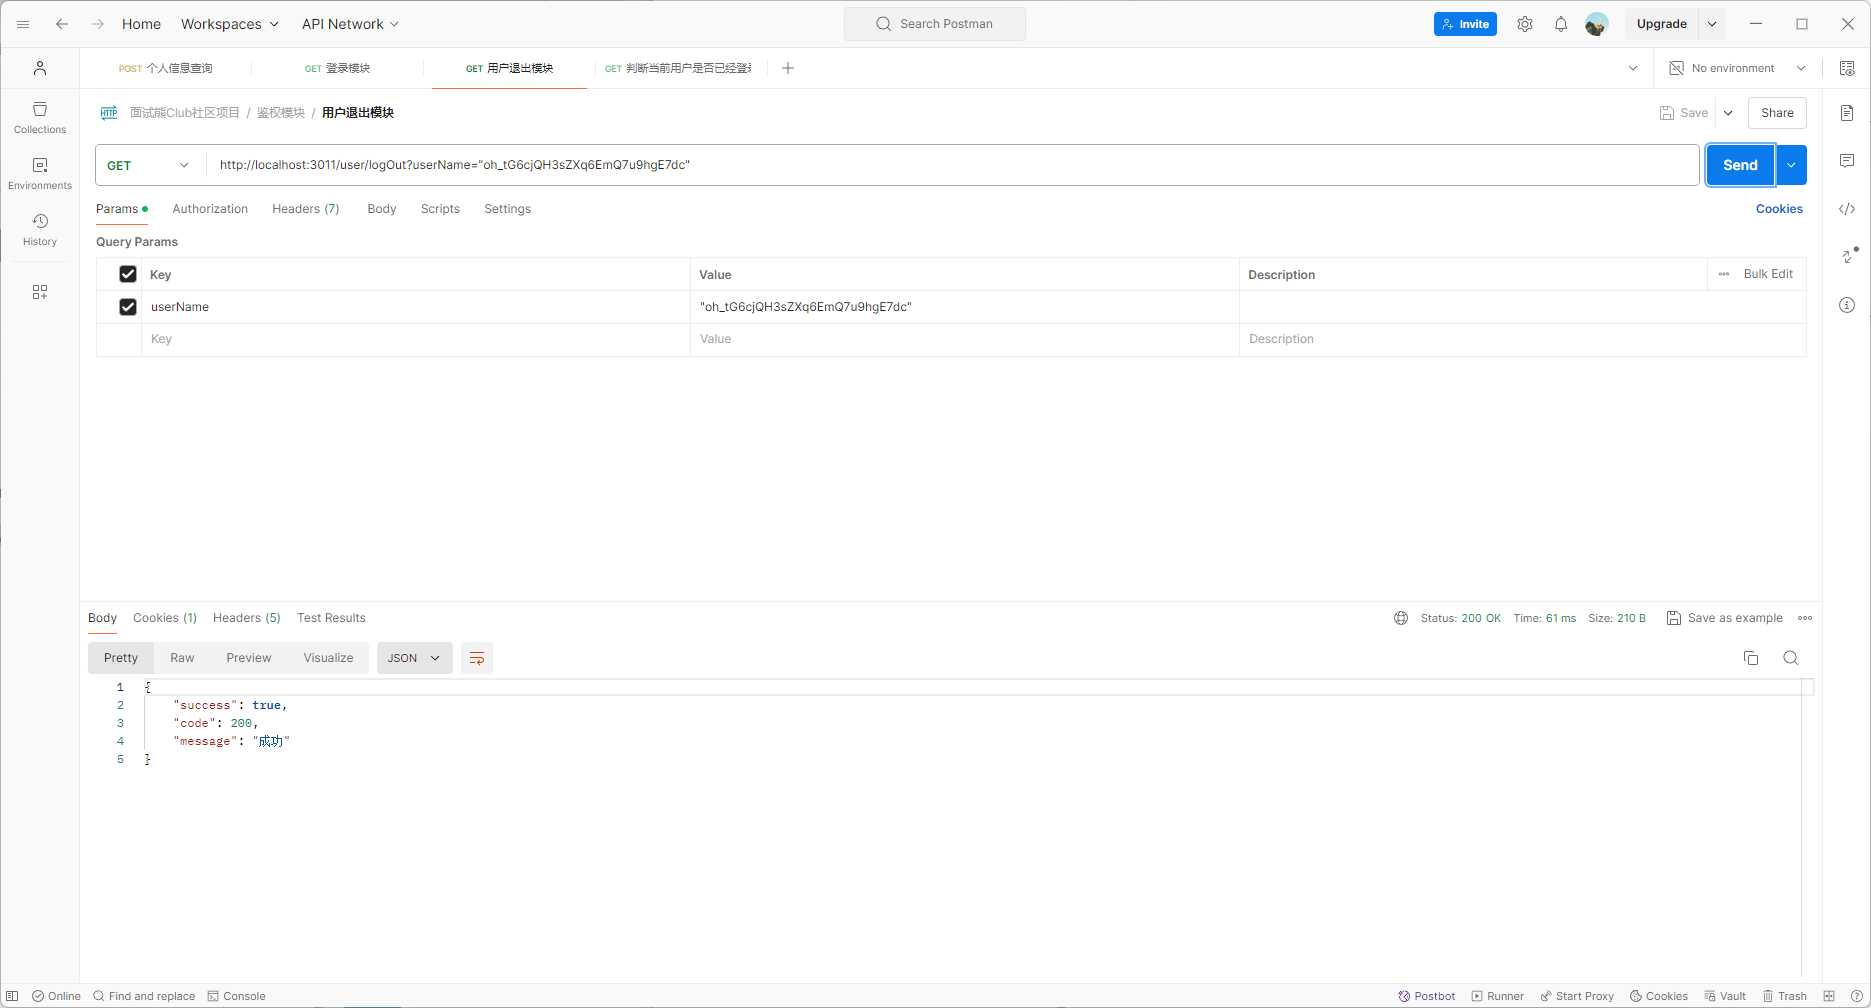 Home Workspaces API Network Search Postman Invite Upgrade
POST 个人信息查询 GET 登录模块 GET 用户退出模块 GET 判断当前用户是否已经登 No environment
HTTP 面试熊Club社区项目 / 鉴权模块 / 用户退出模块 Save Share
Collections
GET http://localhost:3011/user/logOut?userName="oh_tG6cjQH3sZXq6EmQ7u9hgE7dc" Send
Environments
Params Authorization Headers (7) Body Scripts Settings Cookies
History
Query Params
Key Value Description Bulk Edit
userName "oh_tG6cjQH3sZXq6EmQ7u9hgE7dc"
Key Value Description
Body Cookies (1) Headers (5) Test Results Status: 200 OK Time: 61 ms Size: 210 B Save as example
Pretty Raw Preview Visualize JSON
1 {
2 "success": true,
3 "code": 200,
4 "message": "成功"
5 }
Online Find and replace Console Postbot Runner Start Proxy Cookies Vault Trash